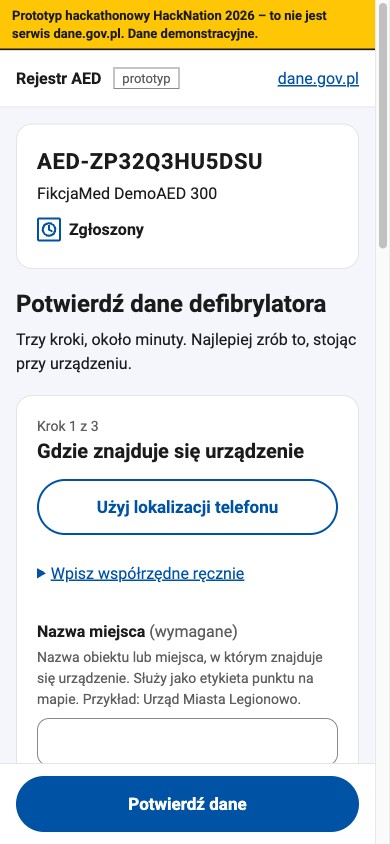 Prototyp hackathonowy HackNation 2026 – to nie jest
serwis dane.gov.pl. Dane demonstracyjne.
Rejestr AED
prototyp
dane.gov.pl
AED-ZP32Q3HU5DSU
FikcjaMed DemoAED 300
Zgłoszony
Potwierdź dane defibrylatora
Trzy kroki, około minuty. Najlepiej zrób to, stojąc
przy urządzeniu.
Krok 1 z 3
Gdzie znajduje się urządzenie
Użyj lokalizacji telefonu
Wpisz współrzędne ręcznie
Nazwa miejsca (wymagane)
Nazwa obiektu lub miejsca, w którym znajduje
się urządzenie. Służy jako etykieta punktu na
mapie. Przykład: Urząd Miasta Legionowo.
Potwierdź dane